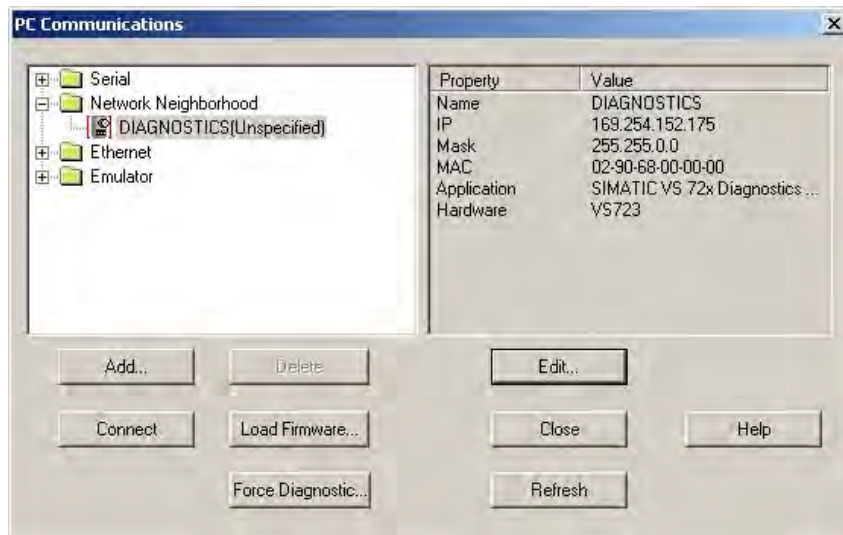 PC Communications
Serial
Network Neighborhood
DIAGNOSTICS(Unspecified)
Ethernet
Emulator
Property Value
Name DIAGNOSTICS
IP 169.254.152.175
Mask 255.255.0.0
MAC 02-90-68-00-00-00
Application SIMATIC VS 72x Diagnostics ...
Hardware VS723
Add... Delete Edit...
Connect Load Firmware... Close Help
Force Diagnostic... Refresh